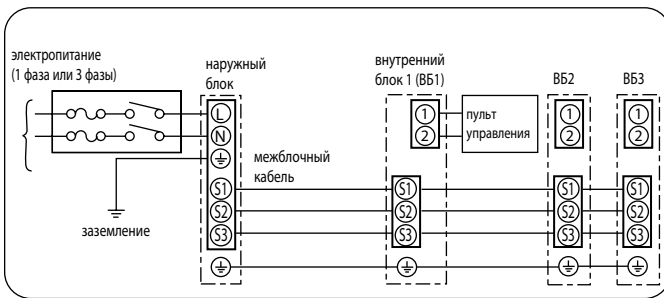 электропитание
(1 фаза или 3 фазы)
наружный
блок
внутренний
блок 1 (ВБ1)
ВБ2
ВБ3
L
N
1
2
пульт
управления
1
2
1
2
межблочный
кабель
заземление
S1
S2
S3
S1
S2
S3
S1
S2
S3
S1
S2
S3